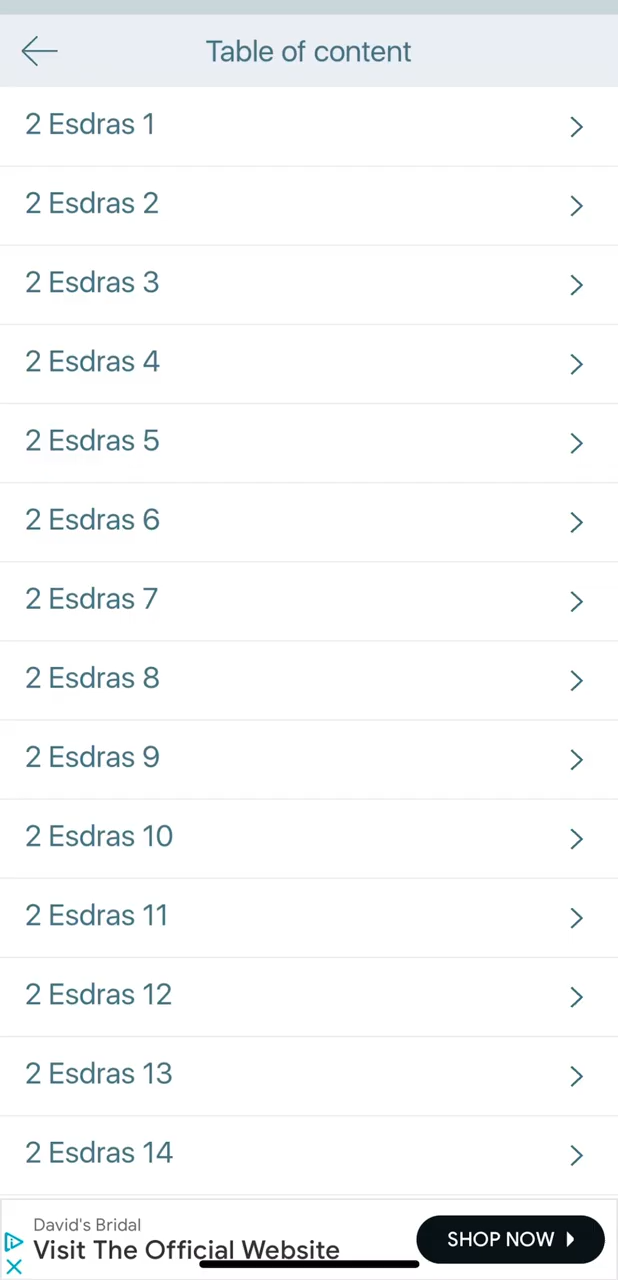 Table of content
2 Esdras 1
2 Esdras 2
2 Esdras 3
2 Esdras 4
2 Esdras 5
2 Esdras 6
2 Esdras 7
2 Esdras 8
2 Esdras 9
2 Esdras 10
2 Esdras 11
2 Esdras 12
2 Esdras 13
2 Esdras 14
David's Bridal
Visit The Official Website
SHOP NOW